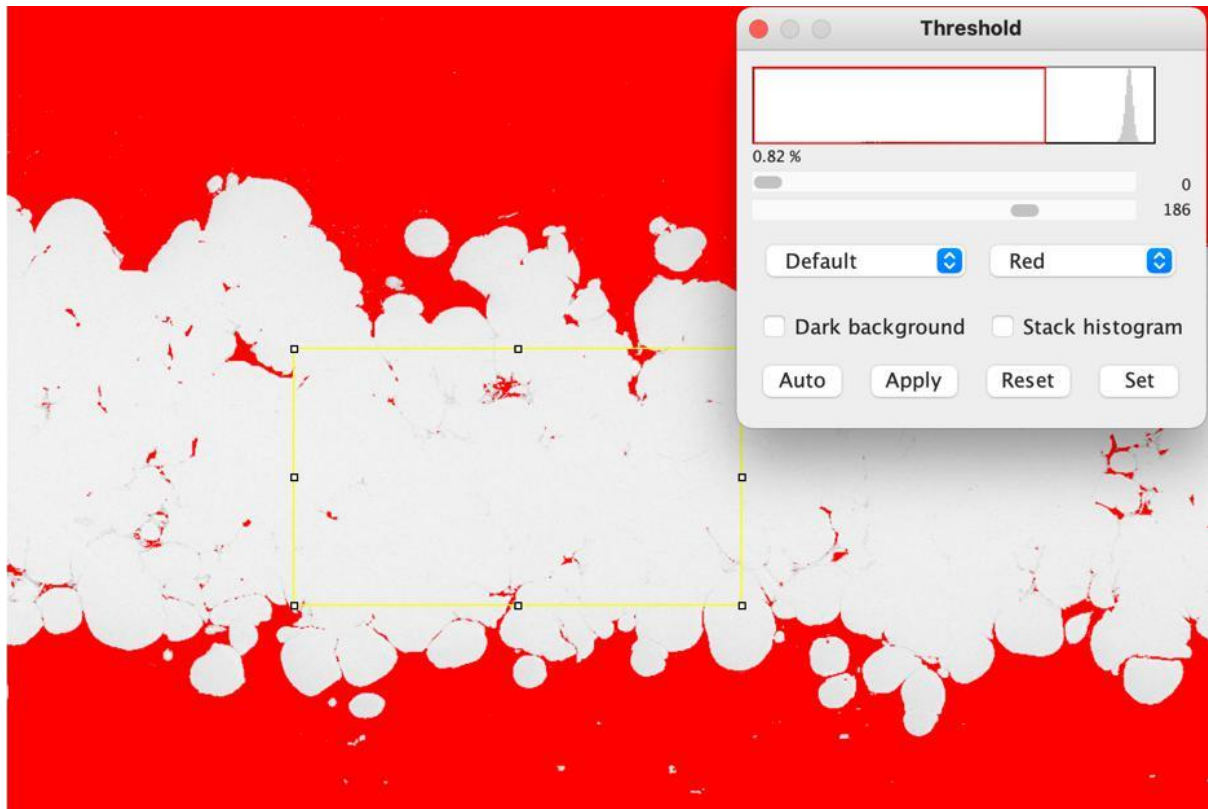 Threshold
0.82 %
0
186
Default Red
Dark background Stack histogram
Auto Apply Reset Set